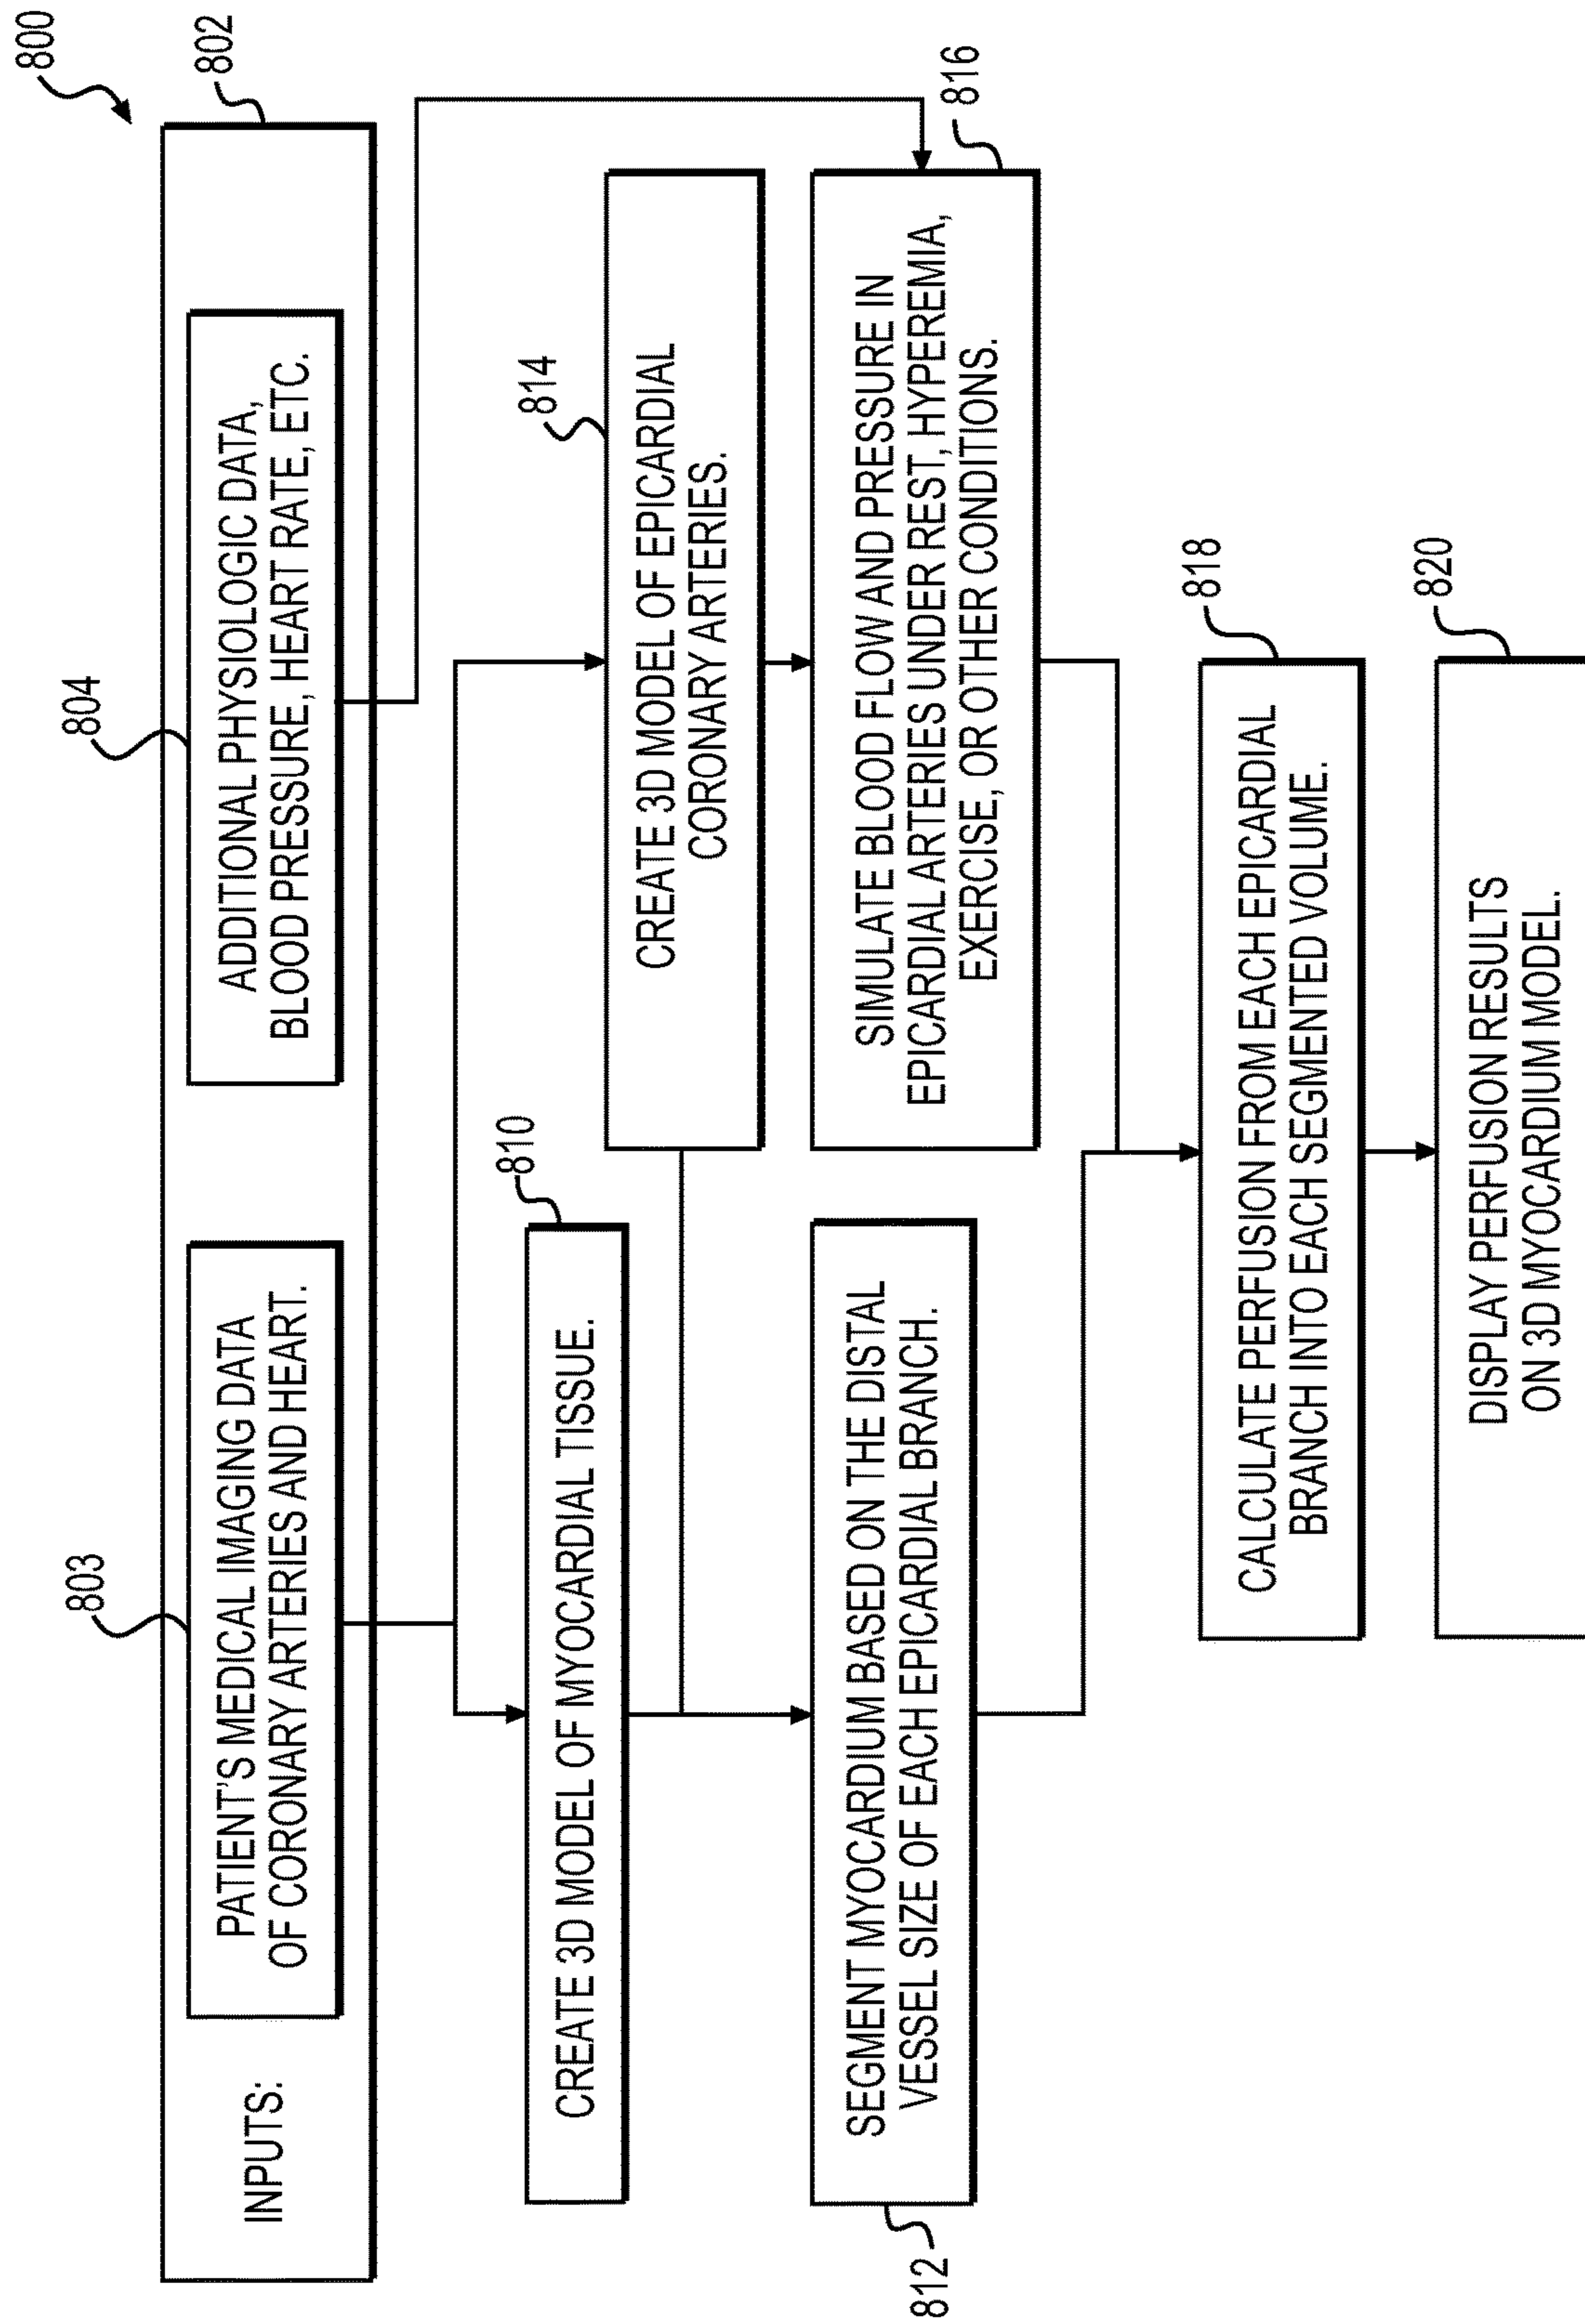 800
802
INPUTS:
803
PATIENT'S MEDICAL IMAGING DATA
OF CORONARY ARTERIES AND HEART.
804
ADDITIONAL PHYSIOLOGIC DATA,
BLOOD PRESSURE, HEART RATE, ETC.
810
CREATE 3D MODEL OF MYOCARDIAL TISSUE.
814
CREATE 3D MODEL OF EPICARDIAL
CORONARY ARTERIES.
812
SEGMENT MYOCARDIUM BASED ON THE DISTAL
VESSEL SIZE OF EACH EPICARDIAL BRANCH.
816
SIMULATE BLOOD FLOW AND PRESSURE IN
EPICARDIAL ARTERIES UNDER REST, HYPEREMIA,
EXERCISE, OR OTHER CONDITIONS.
818
CALCULATE PERFUSION FROM EACH EPICARDIAL
BRANCH INTO EACH SEGMENTED VOLUME.
820
DISPLAY PERFUSION RESULTS
ON 3D MYOCARDIUM MODEL.